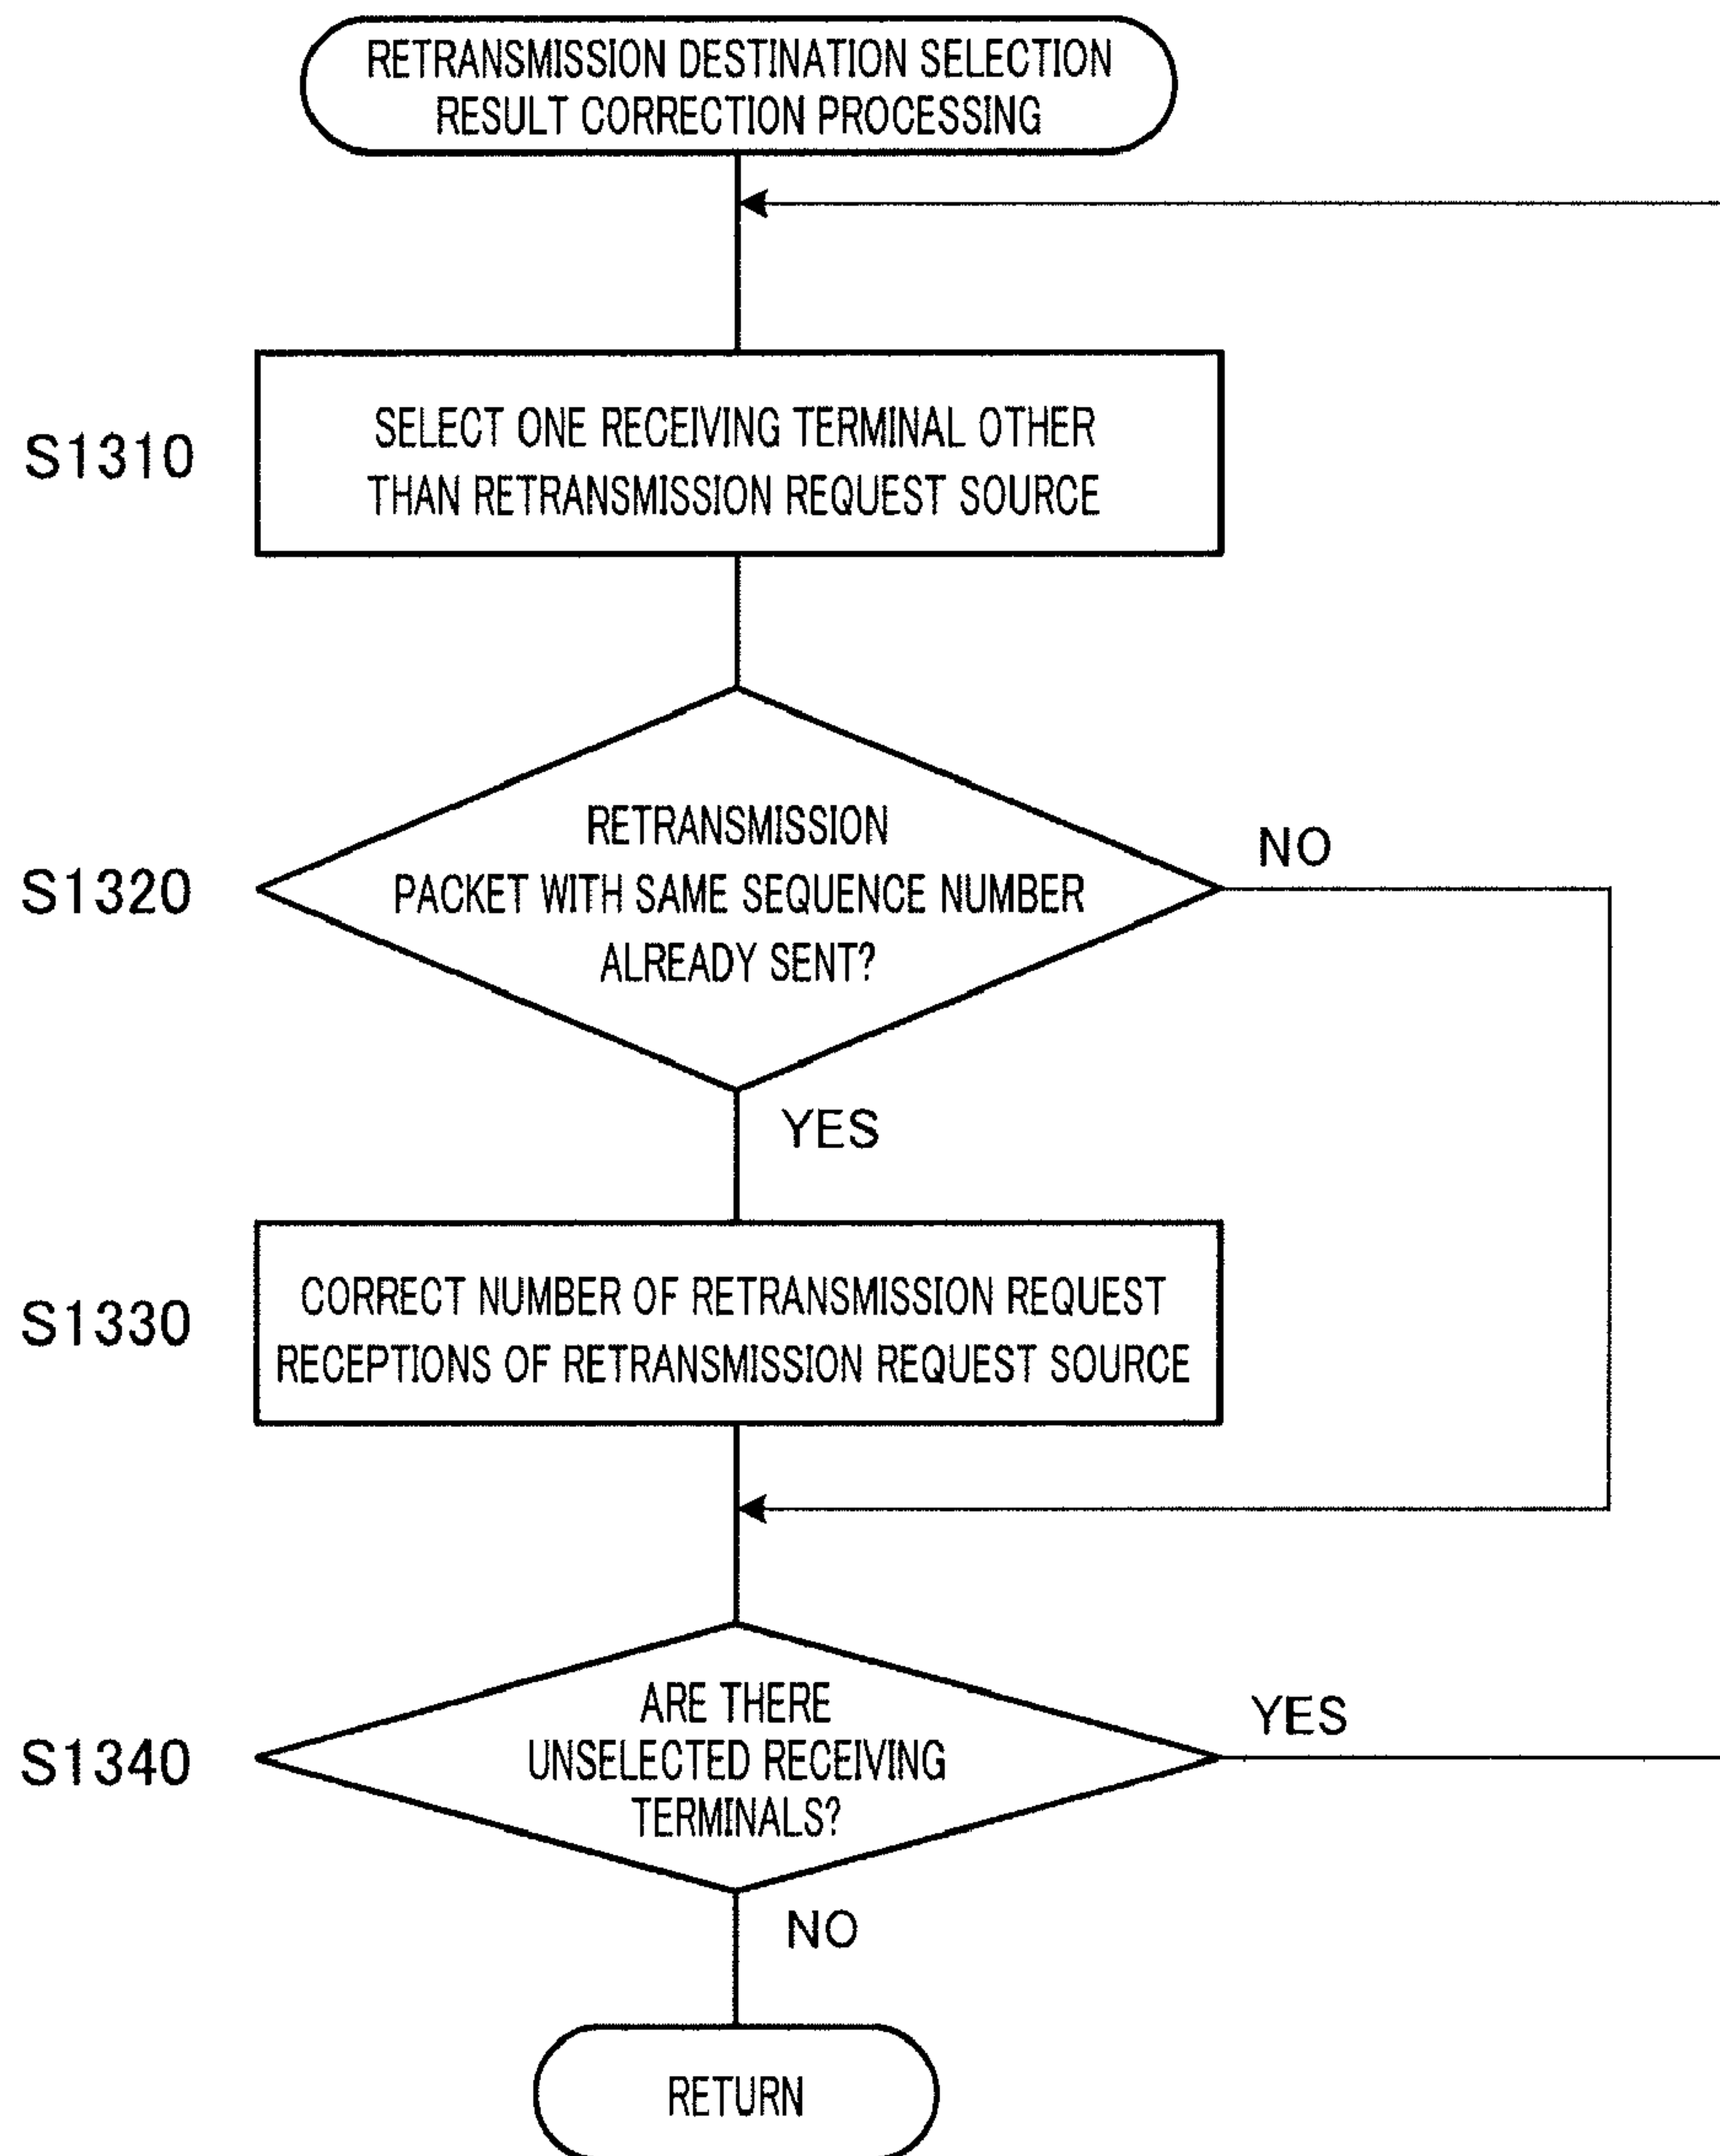 RETRANSMISSION DESTINATION SELECTION
RESULT CORRECTION PROCESSING
S1310
SELECT ONE RECEIVING TERMINAL OTHER
THAN RETRANSMISSION REQUEST SOURCE
S1320
RETRANSMISSION
PACKET WITH SAME SEQUENCE NUMBER
ALREADY SENT?
NO
YES
S1330
CORRECT NUMBER OF RETRANSMISSION REQUEST
RECEPTIONS OF RETRANSMISSION REQUEST SOURCE
S1340
ARE THERE
UNSELECTED RECEIVING
TERMINALS?
YES
NO
RETURN